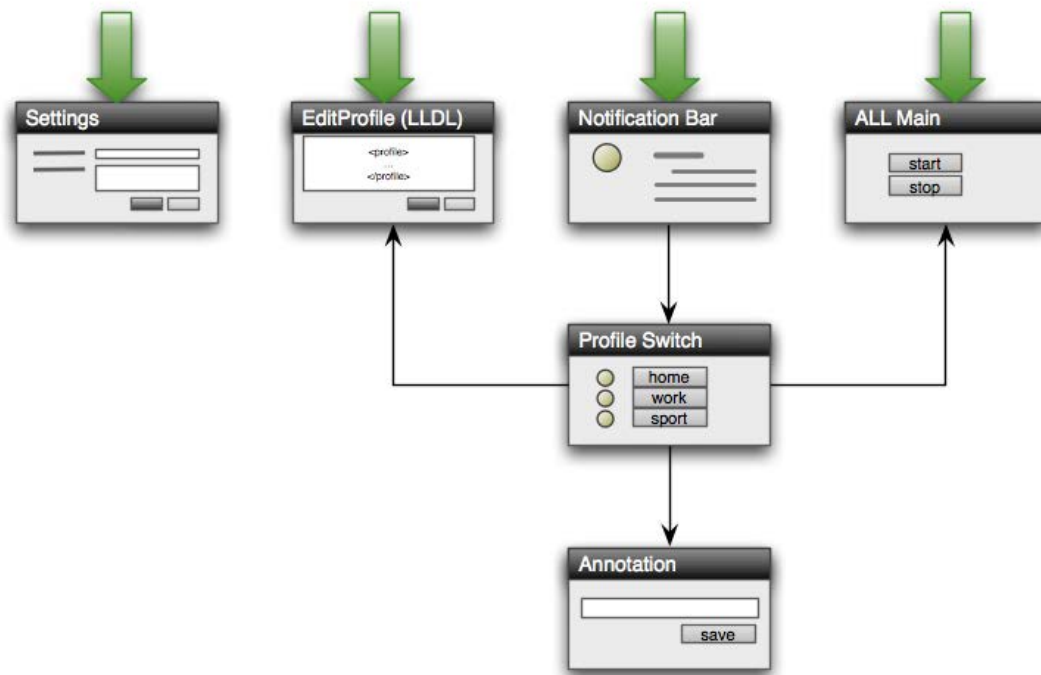 Settings
EditProfile (LLDL)
<profile>
...
</profile>
Notification Bar
ALL Main
start
stop
Profile Switch
home
work
sport
Annotation
save